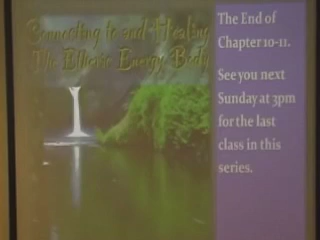 Connecting to and Healing
The Etheric Energy Body
The End of
Chapter 10-11.
See you next
Sunday at 3pm
for the last
class in this
series.